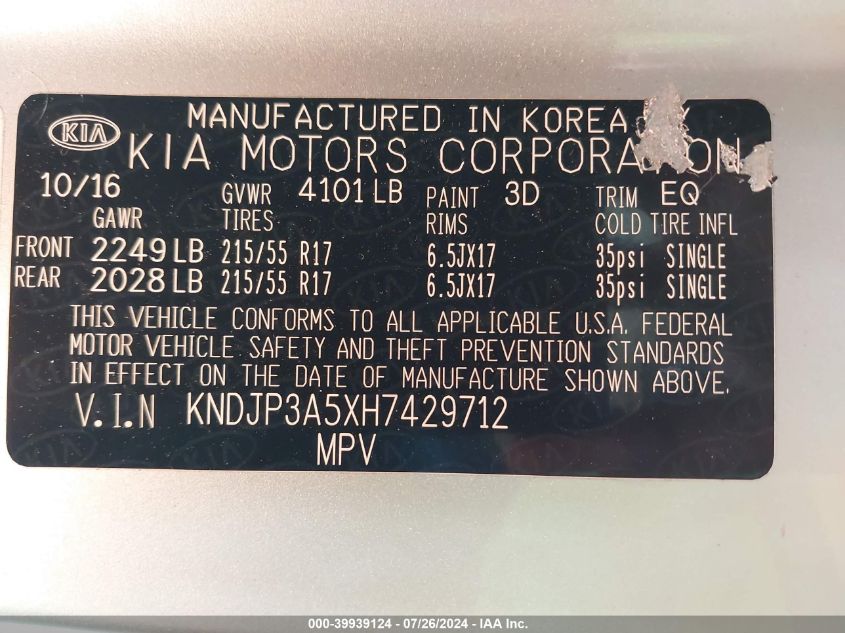 MANUFACTURED IN KOREA
KIA KIA MOTORS CORPORATION
10/16 GVWR 4101 LB PAINT 3D TRIM EQ
GAWR TIRES RIMS COLD TIRE INFL
FRONT 2249 LB 215/55 R17 6.5JX17 35psi SINGLE
REAR 2028 LB 215/55 R17 6.5JX17 35psi SINGLE
THIS VEHICLE CONFORMS TO ALL APPLICABLE U.S.A. FEDERAL
MOTOR VEHICLE SAFETY AND THEFT PREVENTION STANDARDS
IN EFFECT ON THE DATE OF MANUFACTURE SHOWN ABOVE.
V.I.N KNDJP3A5XH7429712
MPV
000-39939124 - 07/26/2024 - IAA Inc.